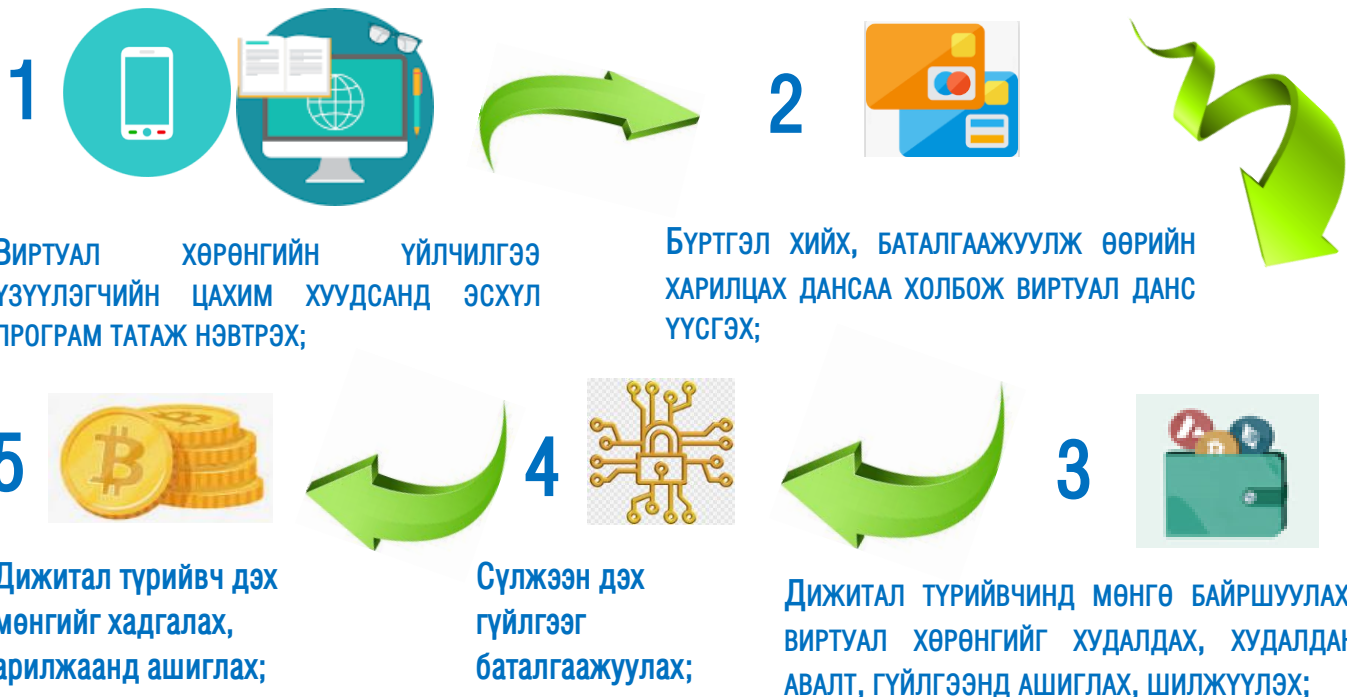 1
2
Виртуал хөрөнгийн үйлчилгээ
үзүүлэгчийн цахим хуудсанд эсхүл
програм татаж нэвтрэх;
Бүртгэл хийх, баталгаажуулж өөрийн
харилцах дансаа холбож виртуал данс
үүсгэх;
3
Дижитал түрийвчинд мөнгө байршуулах
виртуал хөрөнгийг худалдах, худалдан
авалт, гүйлгээнд ашиглах, шилжүүлэх;
4
Сүлжээн дэх
гүйлгээг
баталгаажуулах;
5
Дижитал түрийвч дэх
мөнгийг хадгалах,
арилжаанд ашиглах;